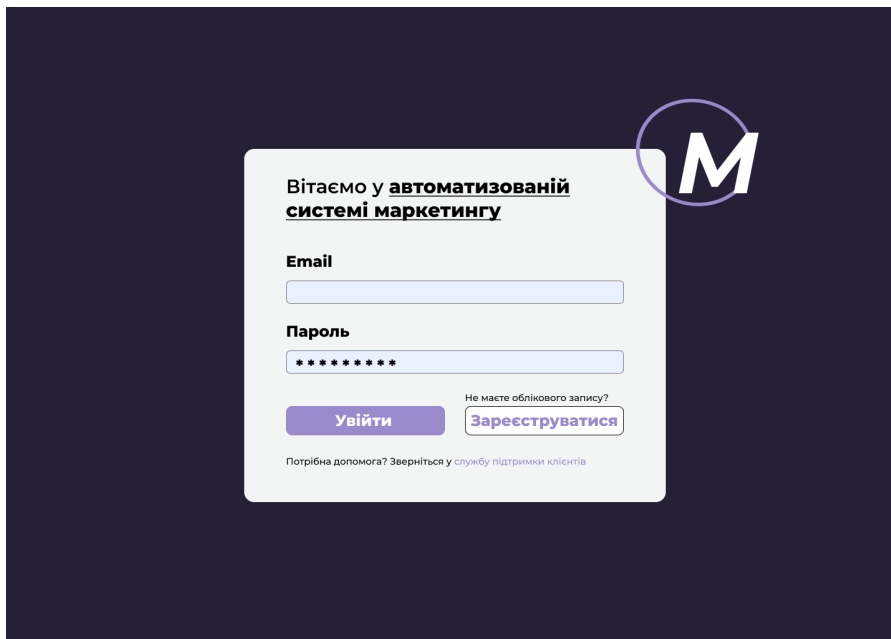 M
Вітаємо у автоматизованій
системі маркетингу
Email
Пароль
*********
Не маєте облікового запису?
Увійти
Зареєструватися
Потрібна допомога? Зверніться у службу підтримки клієнтів